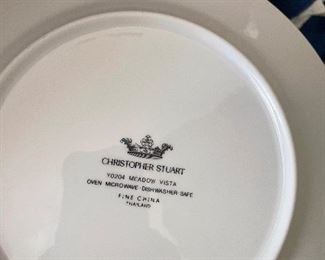 CHRISTOPHER STUART
Y0204 MEADOW VISTA
OVEN·MICROWAVE·DISHWASHER·SAFE
FINE CHINA
THAILAND